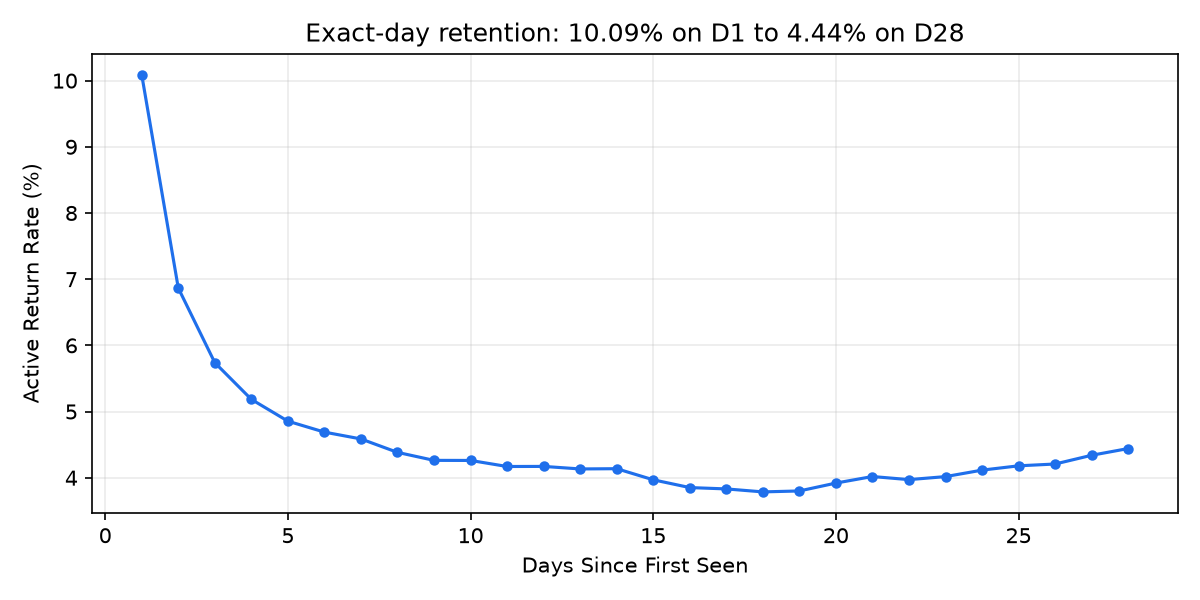 Exact-day retention: 10.09% on D1 to 4.44% on D28
Active Return Rate (%)
10
9
8
7
6
5
4
0 5 10 15 20 25
Days Since First Seen